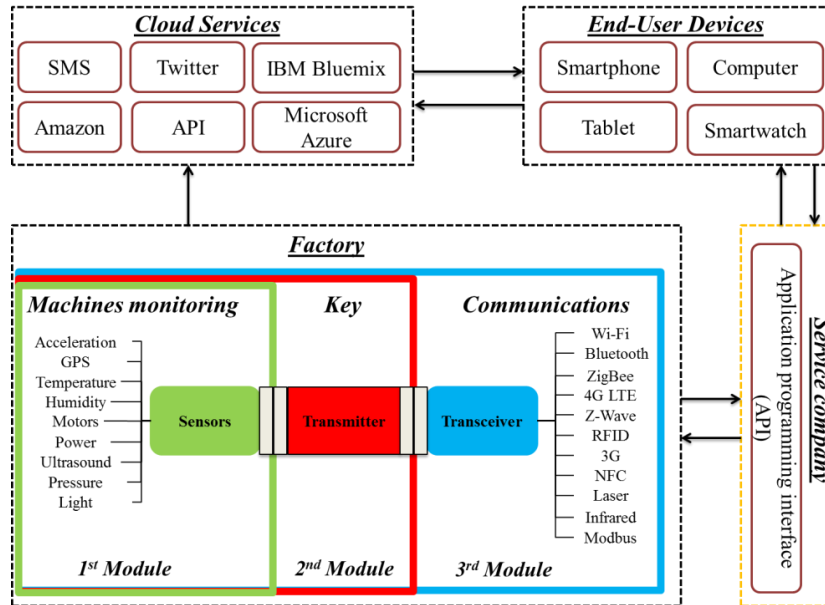 Cloud Services
SMS
Twitter
IBM Bluemix
Amazon
API
Microsoft
Azure
End-User Devices
Smartphone
Computer
Tablet
Smartwatch
Factory
Machines monitoring
Key
Communications
Acceleration
GPS
Temperature
Humidity
Motors
Power
Ultrasound
Pressure
Light
Sensors
Transmitter
Transceiver
Wi-Fi
Bluetooth
ZigBee
4G LTE
Z-Wave
RFID
3G
NFC
Laser
Infrared
Modbus
1st Module
2nd Module
3rd Module
Service company
Application programming interface
(API)